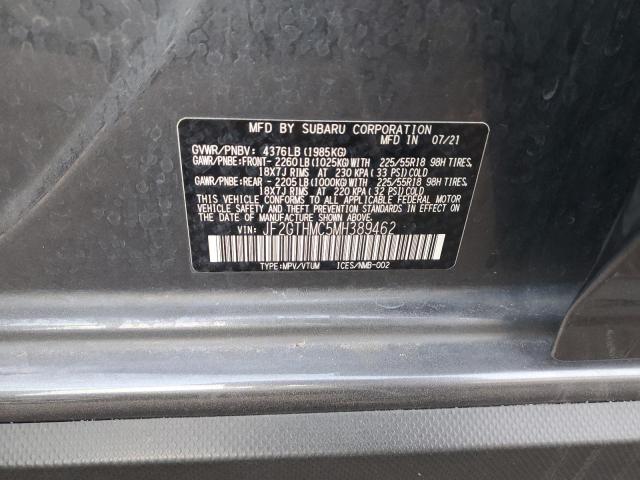 MFD BY SUBARU CORPORATION
MFD IN 07/21
GVWR/PNBV: 4376LB (1985KG)
GAWR/PNBE:FRONT- 2260LB (1025KG) WITH 225/55R18 98H TIRES,
18X7J RIMS AT 230 KPA (33 PSI)COLD
GAWR/PNBE:REAR - 2205LB (1000KG) WITH 225/55R18 98H TIRES,
18X7J RIMS AT 220 KPA (32 PSI)COLD
THIS VEHICLE CONFORMS TO ALL APPLICABLE FEDERAL MOTOR
VEHICLE SAFETY AND THEFT PREVENTION STANDARDS IN EFFECT
ON THE DATE OF MANUFACTURE SHOWN ABOVE.
VIN: JF2GTHMC5MH389462
TYPE:MPV/VTUM ICES/NMB-002